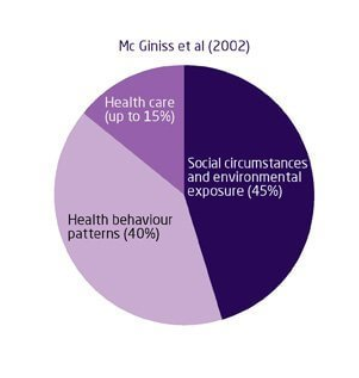 Mc Giniss et al (2002)
Health care
(up to 15%)
Social circumstances
and environmental
exposure (45%)
Health behaviour
patterns (40%)